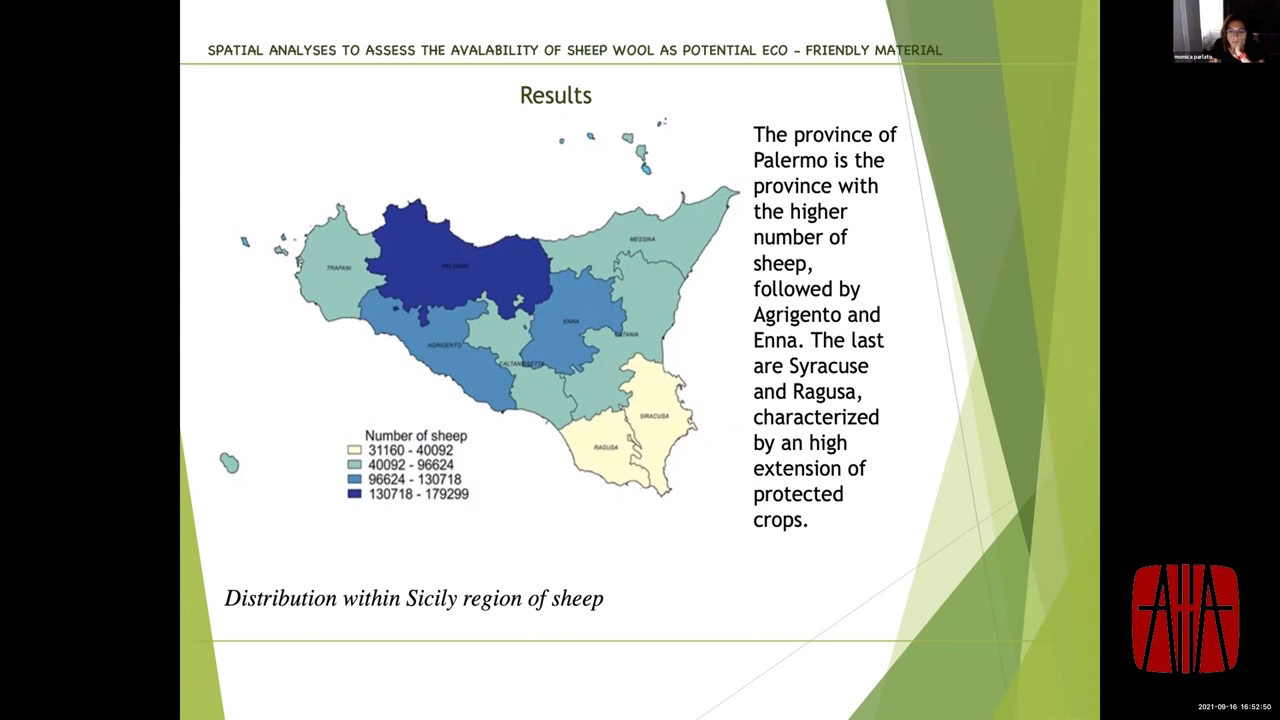 SPATIAL ANALYSES TO ASSESS THE AVALABILITY OF SHEEP WOOL AS POTENTIAL ECO - FRIENDLY MATERIAL
monica parlato
Results
The province of
Palermo is the
province with
the higher
number of
sheep,
followed by
Agrigento and
Enna. The last
are Syracuse
and Ragusa,
characterized
by an high
extension of
protected
crops.
MESSINA
TRAPANI
PALERMO
ENNA
CATANIA
AGRIGENTO
CALTANISSETTA
SIRACUSA
RAGUSA
Number of sheep
31160 - 40092
40092 - 96624
96624 - 130718
130718 - 179299
Distribution within Sicily region of sheep
2021-09-16 16:52:50